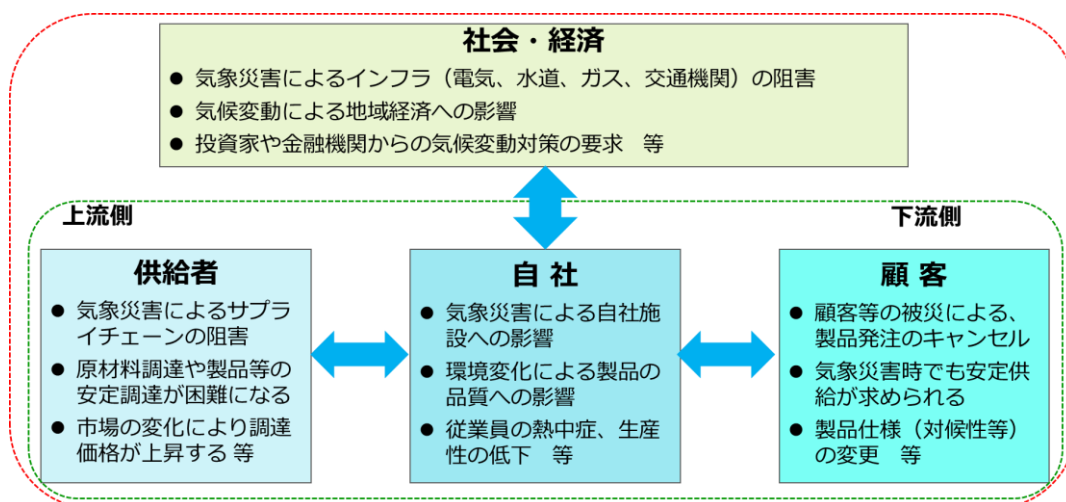 社会・経済
● 気象災害によるインフラ（電気、水道、ガス、交通機関）の阻害
● 気候変動による地域経済への影響
● 投資家や金融機関からの気候変動対策の要求　等
上流側
下流側
供給者
● 気象災害によるサプラ
イチェーンの阻害
● 原材料調達や製品等の
安定調達が困難になる
● 市場の変化により調達
価格が上昇する 等
自 社
● 気象災害による自社施
設への影響
● 環境変化による製品の
品質への影響
● 従業員の熱中症、生産
性の低下　等
顧 客
● 顧客等の被災による、
製品発注のキャンセル
● 気象災害時でも安定供
給が求められる
● 製品仕様（対候性等）
の変更　等